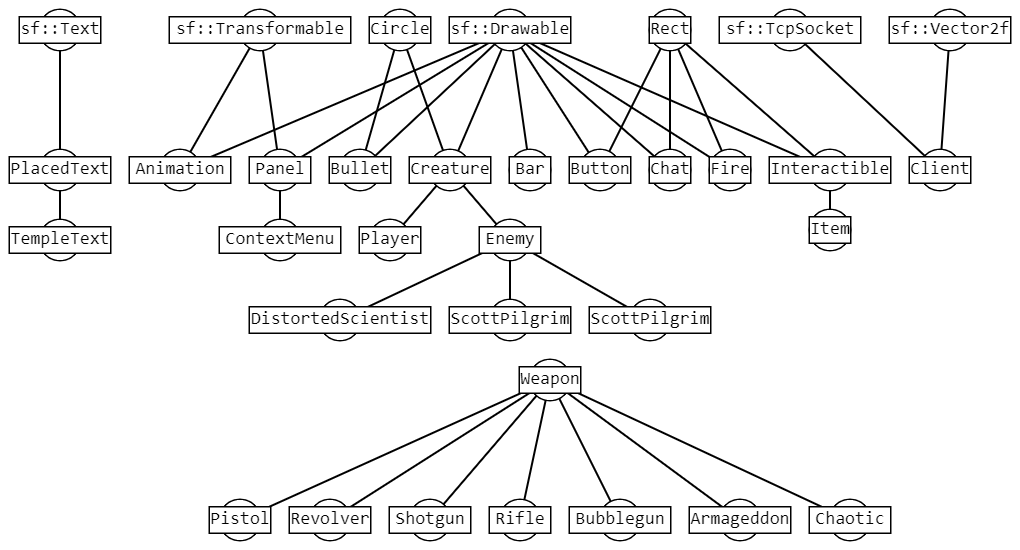 sf::Text sf::Transformable Circle sf::Drawable Rect sf::TcpSocket sf::Vector2f
PlacedText Animation Panel Bullet Creature Bar Button Chat Fire Interactible Client
TempleText ContextMenu Player Enemy Item
DistortedScientist ScottPilgrim ScottPilgrim
Weapon
Pistol Revolver Shotgun Rifle Bubblegun Armageddon Chaotic